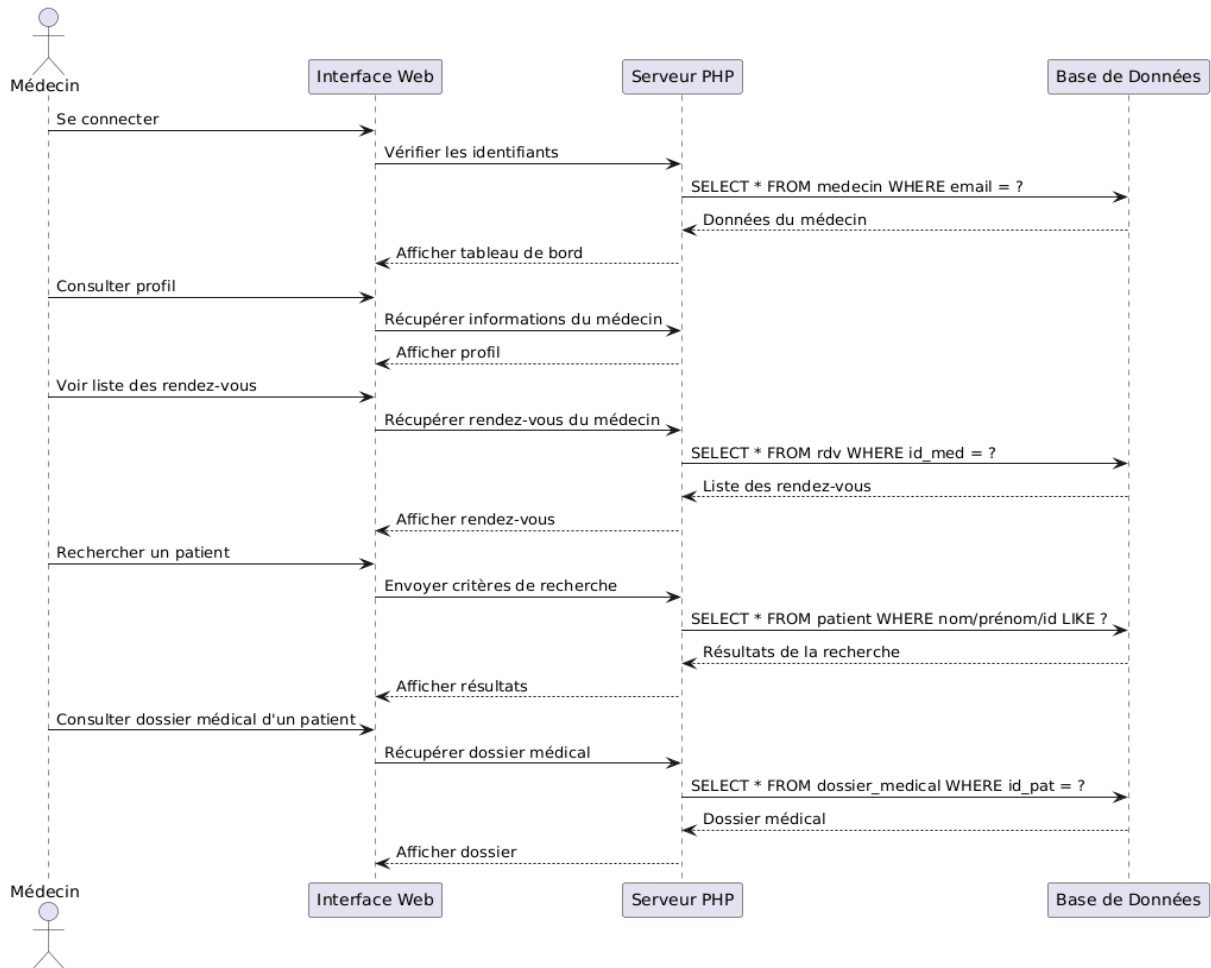 Médecin
Interface Web
Serveur PHP
Base de Données
Se connecter
Vérifier les identifiants
SELECT * FROM medecin WHERE email = ?
Données du médecin
Afficher tableau de bord
Consulter profil
Récupérer informations du médecin
Afficher profil
Voir liste des rendez-vous
Récupérer rendez-vous du médecin
SELECT * FROM rdv WHERE id_med = ?
Liste des rendez-vous
Afficher rendez-vous
Rechercher un patient
Envoyer critères de recherche
SELECT * FROM patient WHERE nom/prénom/id LIKE ?
Résultats de la recherche
Afficher résultats
Consulter dossier médical d'un patient
Récupérer dossier médical
SELECT * FROM dossier_medical WHERE id_pat = ?
Dossier médical
Afficher dossier
Médecin
Interface Web
Serveur PHP
Base de Données